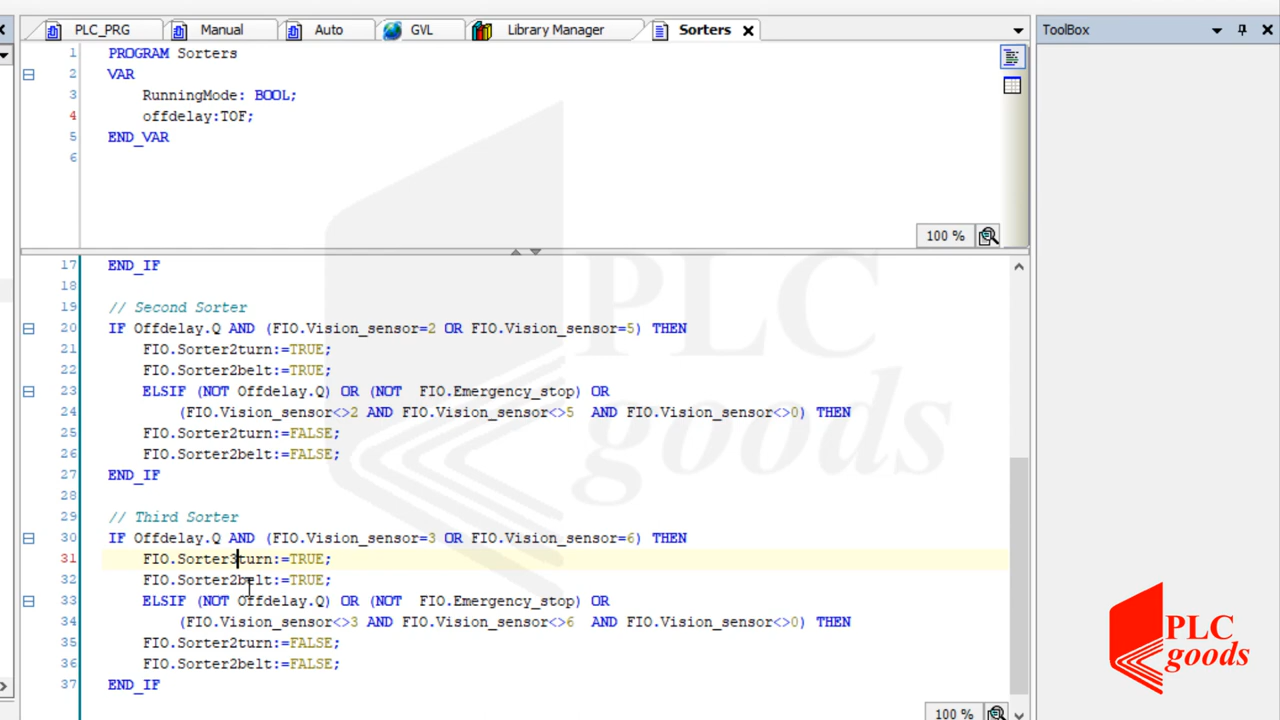 PLC_PRG Manual Auto GVL Library Manager Sorters ToolBox
1 PROGRAM Sorters
2 VAR
3 RunningMode: BOOL;
4 offdelay:TOF;
5 END_VAR
6
100 %
17 END_IF
18
19 // Second Sorter
20 IF Offdelay.Q AND (FIO.Vision_sensor=2 OR FIO.Vision_sensor=5) THEN
21 FIO.Sorter2turn:=TRUE;
22 FIO.Sorter2belt:=TRUE;
23 ELSIF (NOT Offdelay.Q) OR (NOT FIO.Emergency_stop) OR
24 (FIO.Vision_sensor<>2 AND FIO.Vision_sensor<>5 AND FIO.Vision_sensor<>0) THEN
25 FIO.Sorter2turn:=FALSE;
26 FIO.Sorter2belt:=FALSE;
27 END_IF
28
29 // Third Sorter
30 IF Offdelay.Q AND (FIO.Vision_sensor=3 OR FIO.Vision_sensor=6) THEN
31 FIO.Sorter3turn:=TRUE;
32 FIO.Sorter2belt:=TRUE;
33 ELSIF (NOT Offdelay.Q) OR (NOT FIO.Emergency_stop) OR
34 (FIO.Vision_sensor<>3 AND FIO.Vision_sensor<>6 AND FIO.Vision_sensor<>0) THEN
35 FIO.Sorter2turn:=FALSE;
36 FIO.Sorter2belt:=FALSE;
37 END_IF
100 %
PLC
goods
PLC
goods